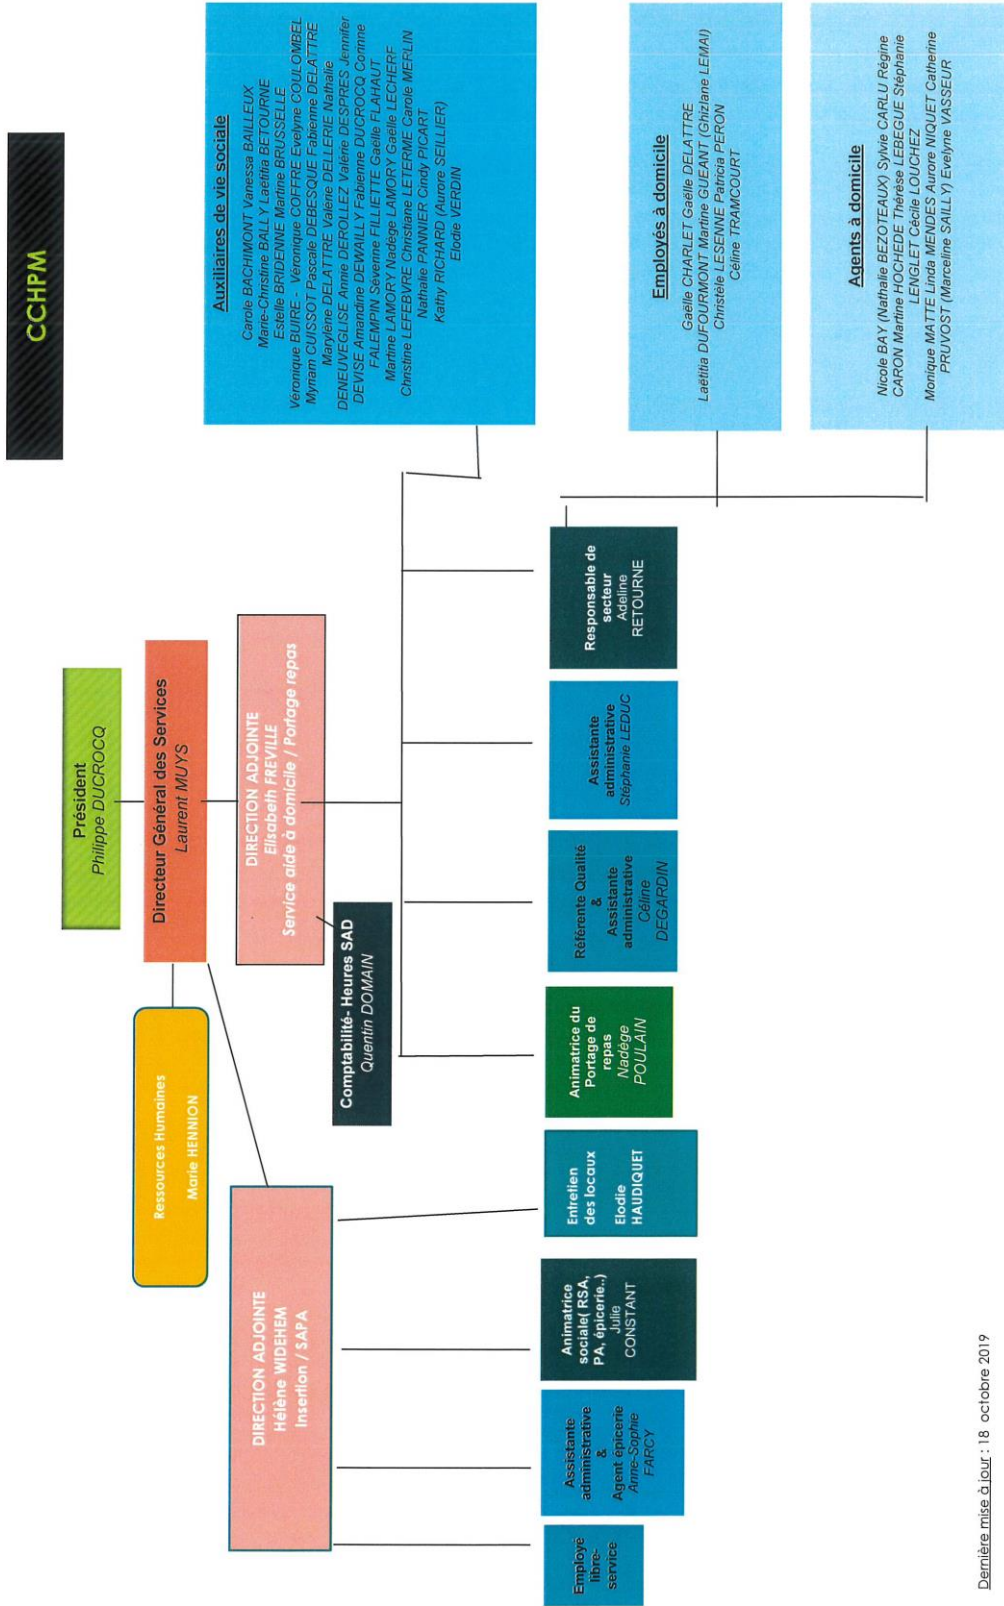 CCHPM
Président
Philippe DUCROCQ
Directeur Général des Services
Laurent MUYS
Ressources Humaines
Marie HENNION
DIRECTION ADJOINTE
Hélène WIDEHEM
Insertion / SAPA
DIRECTION ADJOINTE
Elisabeth FREVILLE
Service aide à domicile / Portage repas
Comptabilité- Heures SAD
Quentin DOMAIN
Employé
libre-
service
Assistante
administrative
&
Agent épicerie
Anne-Sophie
FARCY
Animatrice
sociale( RSA,
PA, épicerie..)
Julie
CONSTANT
Entretien
des locaux
Elodie
HAUDIQUET
Animatrice du
Portage de
repas
Nadège
POULAIN
Référente Qualité
&
Assistante
administrative
Céline
DEGARDIN
Assistante
administrative
Stéphanie LEDUC
Responsable de
secteur
Adeline
RETOURNE
Auxiliaires de vie sociale
Carole BACHIMONT Vanessa BAILLEUX
Marie-Christine BALLY Laëtitia BETOURNE
Estelle BRIDENNE Martine BRUSSELLE
Véronique BUIRE - Véronique COFFRE Evelyne COULOMBEL
Myriam CUISSOT Pascale DEBESQUE Fabienne DELATTRE
Marylène DELATTRE Valérie DELLERIE Nathalie
DENEUVEGLISE Annie DEROLLEZ Valérie DESPRES Jennifer
DEVISE Amandine DEWAILLY Fabienne DUCROCQ Corinne
FALEMPIN Séverine FILLIETTE Gaëlle FLAHAUT
Martine LAMORY Nadège LAMORY Gaëlle LECHERF
Christine LEFEBVRE Christiane LETERME Carole MERLIN
Nathalie PANNIER Cindy PICART
Kathy RICHARD (Aurore SEILLIER)
Elodie VERDIN
Employés à domicile
Gaëlle CHARLET Gaëlle DELATTRE
Laëtitia DUFOURMONT Martine GUEANT (Ghizlane LEMAI)
Christèle LESENNE Patricia PERON
Céline TRAMCOURT
Agents à domicile
Nicole BAY (Nathalie BEZOTEAUX) Sylvie CARLU Régine
CARON Martine HOCHEDE Thérèse LEBEGUE Stéphanie
LENGLET Cécile LOUCHEZ
Monique MATTE Linda MENDES Aurore NIQUET Catherine
PRUVOST (Marceline SAILLY) Evelyne VASSEUR
Dernière mise à jour : 18 octobre 2019